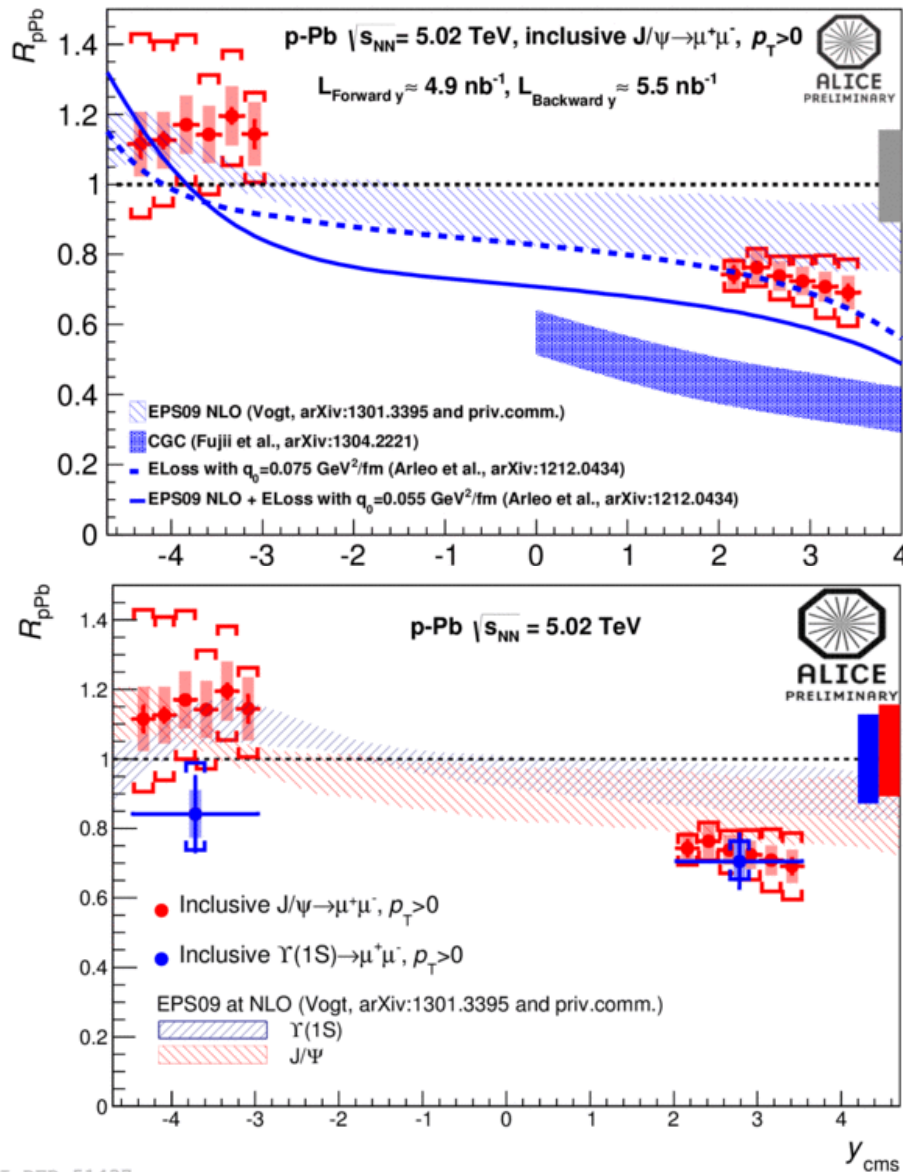 R_pPb
p-Pb √s_NN = 5.02 TeV, inclusive J/ψ→μ⁺μ⁻, p_T>0
L_Forward y ≈ 4.9 nb⁻¹, L_Backward y ≈ 5.5 nb⁻¹
ALICE
PRELIMINARY
1.4
1.2
1
0.8
0.6
0.4
0.2
0
EPS09 NLO (Vogt, arXiv:1301.3395 and priv.comm.)
CGC (Fujii et al., arXiv:1304.2221)
ELoss with q₀=0.075 GeV²/fm (Arleo et al., arXiv:1212.0434)
EPS09 NLO + ELoss with q₀=0.055 GeV²/fm (Arleo et al., arXiv:1212.0434)
-4 -3 -2 -1 0 1 2 3 4
R_pPb
p-Pb √s_NN = 5.02 TeV
ALICE
PRELIMINARY
1.4
1.2
1
0.8
0.6
0.4
0.2
0
Inclusive J/ψ→μ⁺μ⁻, p_T>0
Inclusive ϒ(1S)→μ⁺μ⁻, p_T>0
EPS09 at NLO (Vogt, arXiv:1301.3395 and priv.comm.)
ϒ(1S)
J/Ψ
-4 -3 -2 -1 0 1 2 3 4
y_cms